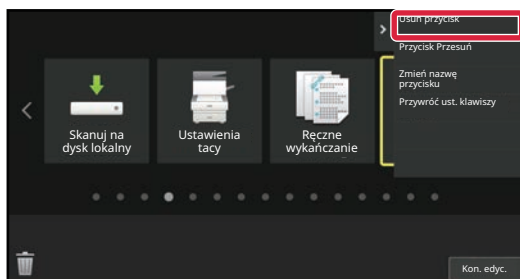 Usuń przycisk
Przycisk Przesuń
Zmień nazwę
przycisku
Przywróć ust. klawiszy
Skanuj na
dysk lokalny
Ustawienia
tacy
Ręczne
wykańczanie
Kon. edyc.